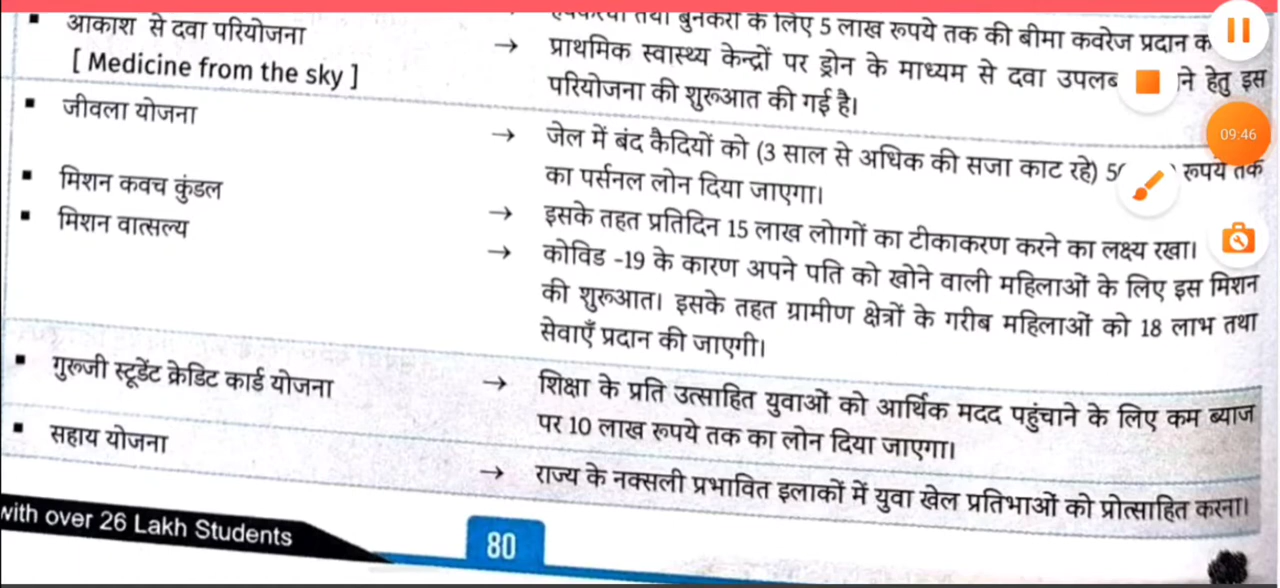 आकाश से दवा परियोजना
तथा बुनकरों के लिए 5 लाख रूपये तक की बीमा कवरेज प्रदान
[ Medicine from the sky ]
→ प्राथमिक स्वास्थ्य केन्द्रों पर ड्रोन के माध्यम से दवा हेतु इस
परियोजना की शुरूआत की गई है।
▪ जीवला योजना
→ जेल में बंद कैदियों को (3 साल से अधिक की सजा काट रहे) रूपये तक
का पर्सनल लोन दिया जाएगा।
▪ मिशन कवच कुंडल
→ इसके तहत प्रतिदिन 15 लाख लोागों का टीकाकरण करने का लक्ष्य रखा।
▪ मिशन वात्सल्य
→ कोविड -19 के कारण अपने पति को खोने वाली महिलाओं के लिए इस मिशन
की शुरूआत। इसके तहत ग्रामीण क्षेत्रों के गरीब महिलाओं को 18 लाभ तथा
सेवाएँ प्रदान की जाएगी।
▪ गुरूजी स्टूडेंट क्रेडिट कार्ड योजना
→ शिक्षा के प्रति उत्साहित युवाओं को आर्थिक मदद पहुंचाने के लिए कम ब्याज
पर 10 लाख रूपये तक का लोन दिया जाएगा।
▪ सहाय योजना
→ राज्य के नक्सली प्रभावित इलाकों में युवा खेल प्रतिभाओं को प्रोत्साहित करना।
with over 26 Lakh Students
80
09:46